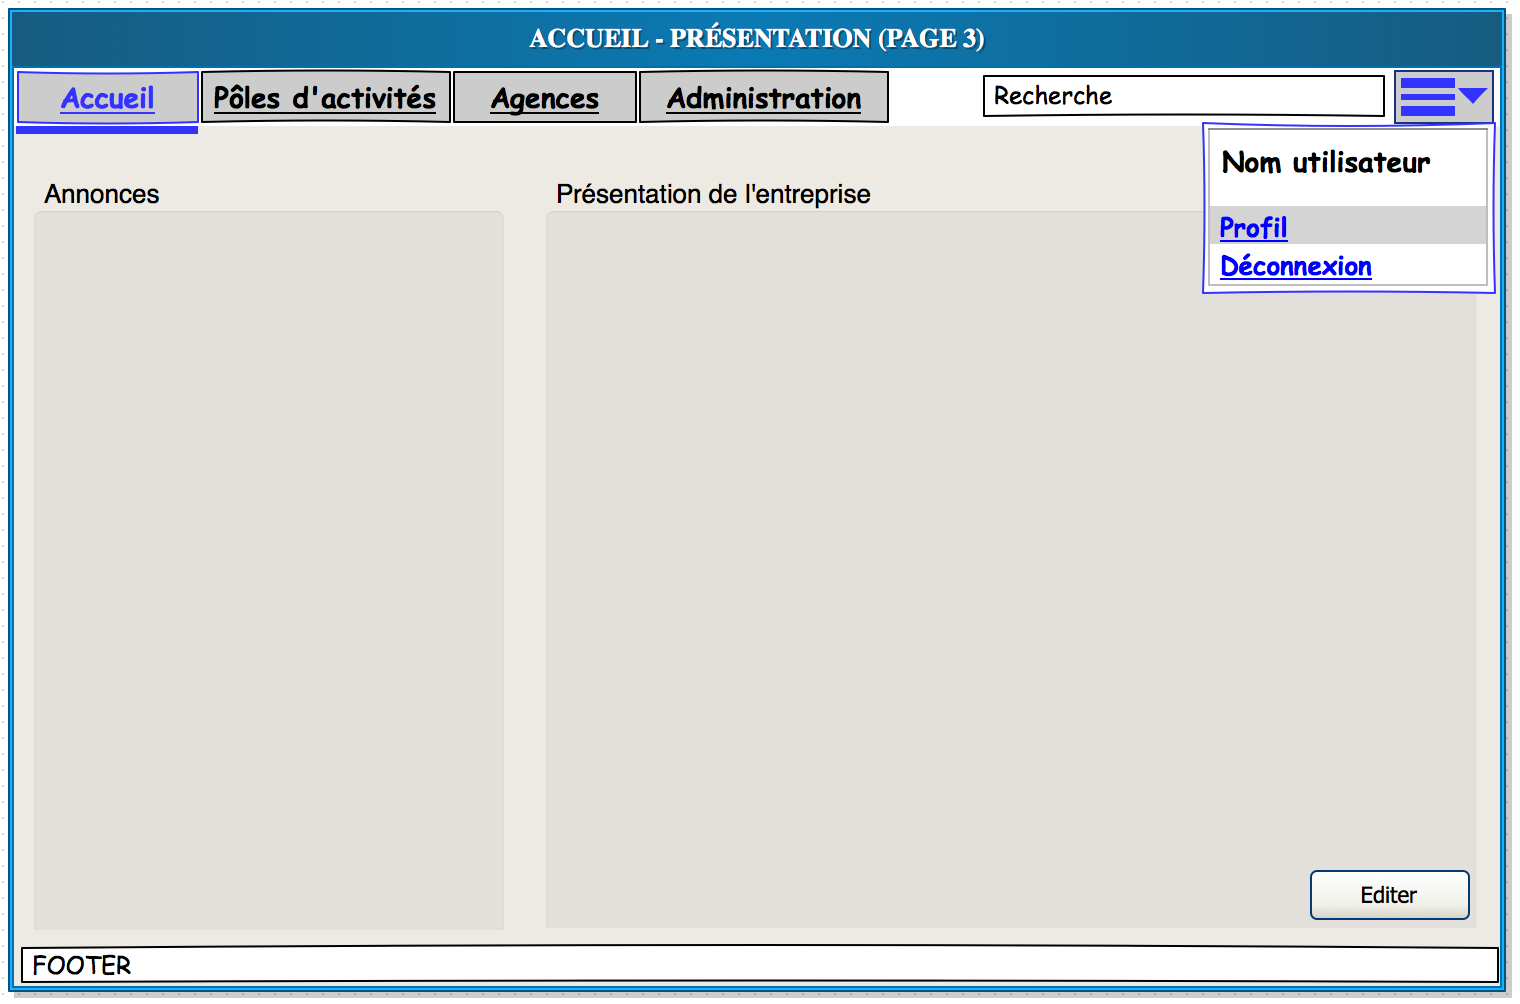 ACCUEIL - PRÉSENTATION (PAGE 3)
Accueil Pôles d'activités Agences Administration Recherche
Nom utilisateur
Profil
Déconnexion
Annonces
Présentation de l'entreprise
Editer
FOOTER